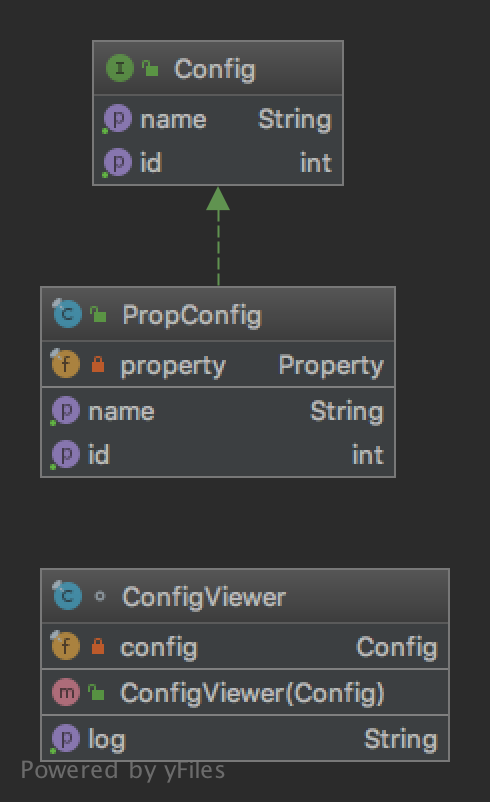 I Config
p name String
p id int
C PropConfig
f property Property
p name String
p id int
C ConfigViewer
f config Config
m ConfigViewer(Config)
p log String
Powered by yFiles